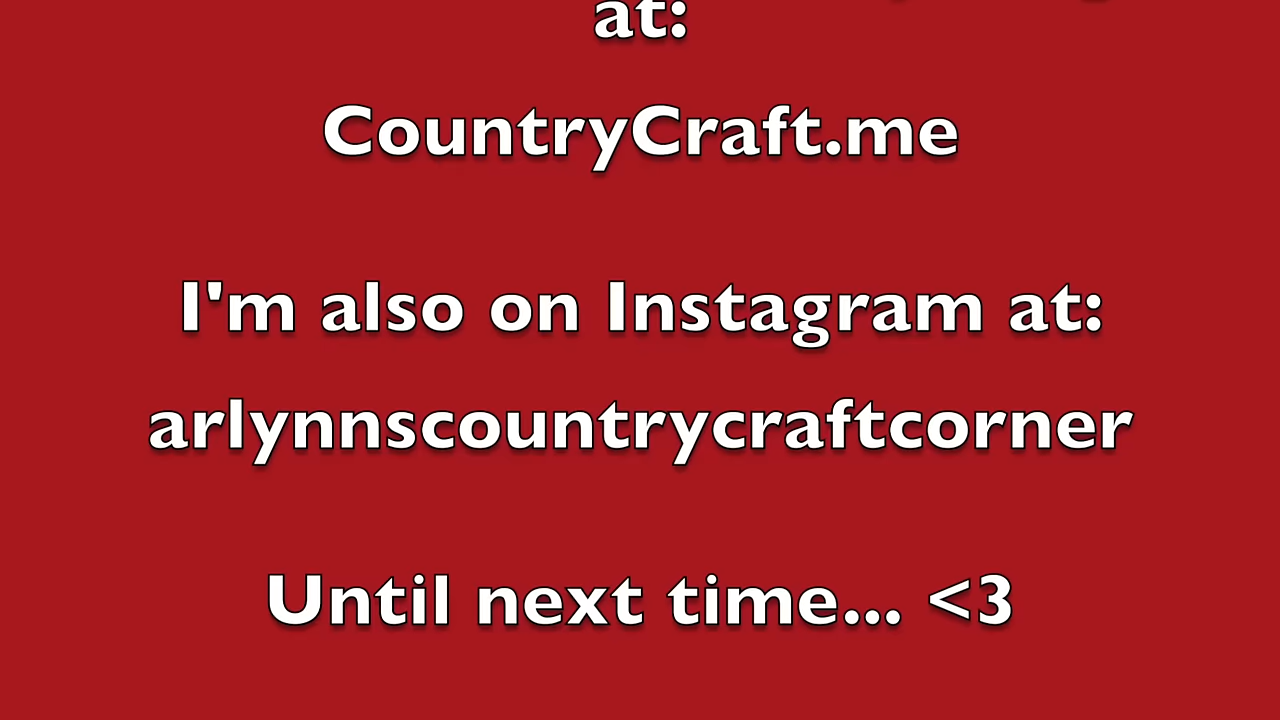 at:
CountryCraft.me
I'm also on Instagram at:
arlynnscountrycraftcorner
Until next time... <3